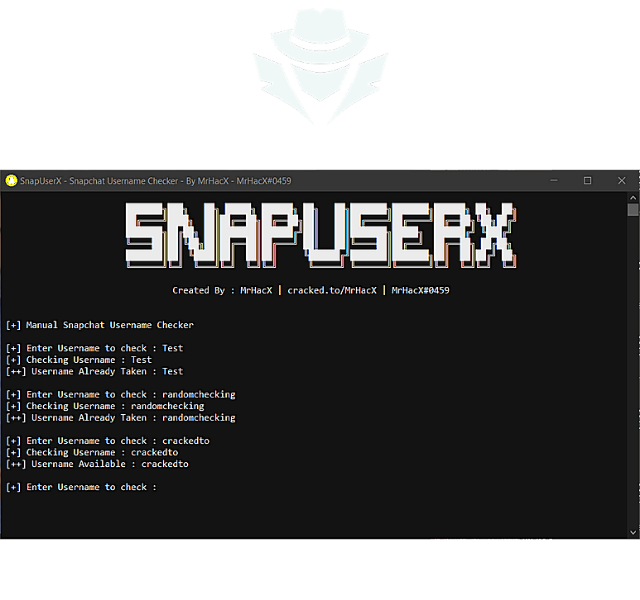 SnapUserX - Snapchat Username Checker - By MrHacX - MrHacX#0459
SNAPUSERX
Created By : MrHacX | cracked.to/MrHacX | MrHacX#0459
[+] Manual Snapchat Username Checker
[+] Enter Username to check : Test
[+] Checking Username : Test
[++] Username Already Taken : Test
[+] Enter Username to check : randomchecking
[+] Checking Username : randomchecking
[++] Username Already Taken : randomchecking
[+] Enter Username to check : crackedto
[+] Checking Username : crackedto
[++] Username Available : crackedto
[+] Enter Username to check :